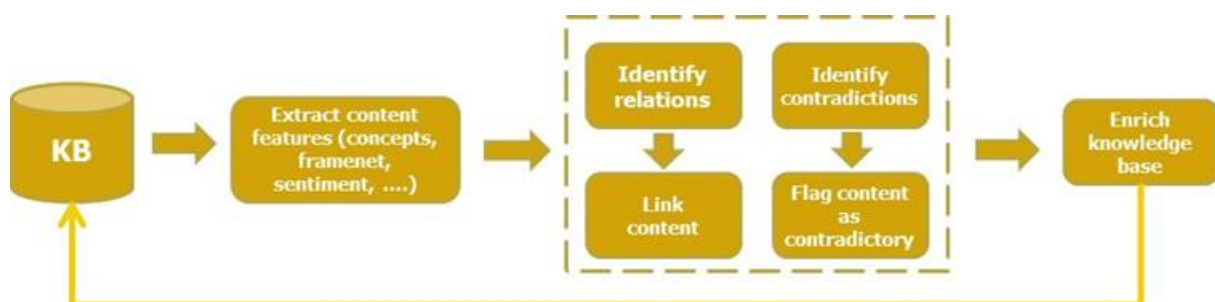 KB
Extract content
features (concepts,
framenet,
sentiment, ....)
Identify
relations
Link
content
Identify
contradictions
Flag content
as
contradictory
Enrich
knowledge
base